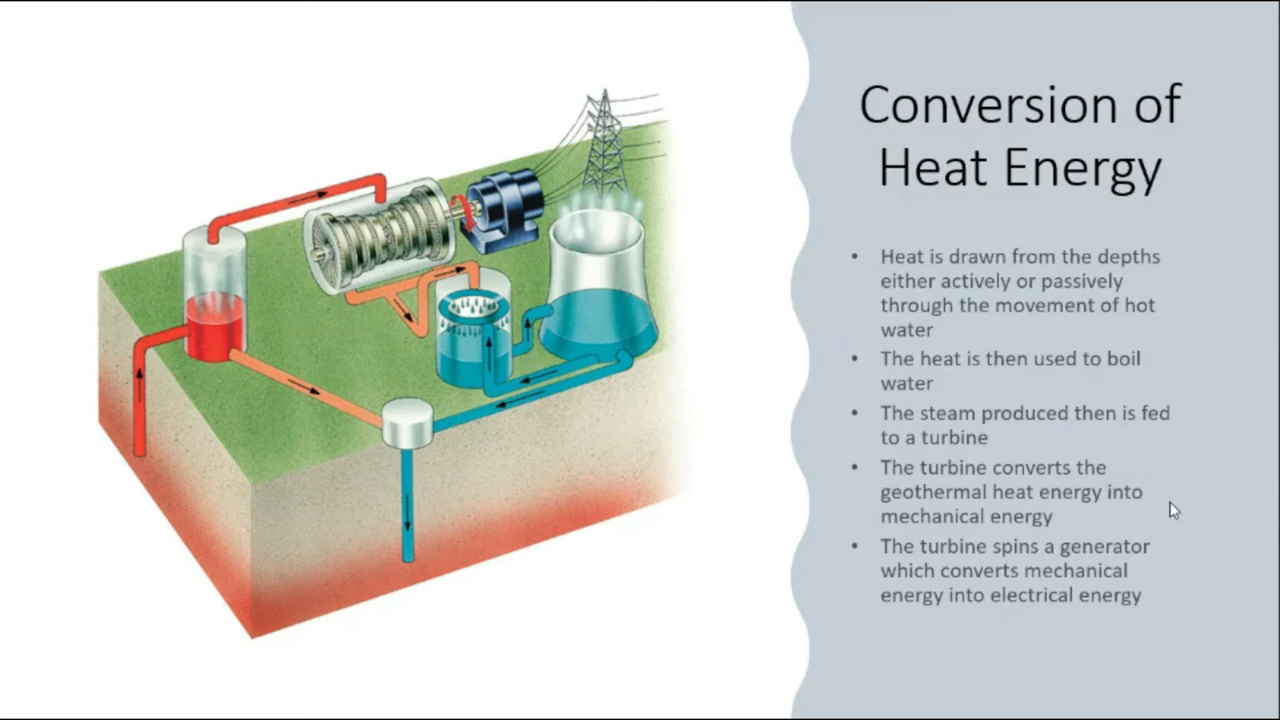 Conversion of
Heat Energy
• Heat is drawn from the depths
either actively or passively
through the movement of hot
water
• The heat is then used to boil
water
• The steam produced then is fed
to a turbine
• The turbine converts the
geothermal heat energy into
mechanical energy
• The turbine spins a generator
which converts mechanical
energy into electrical energy